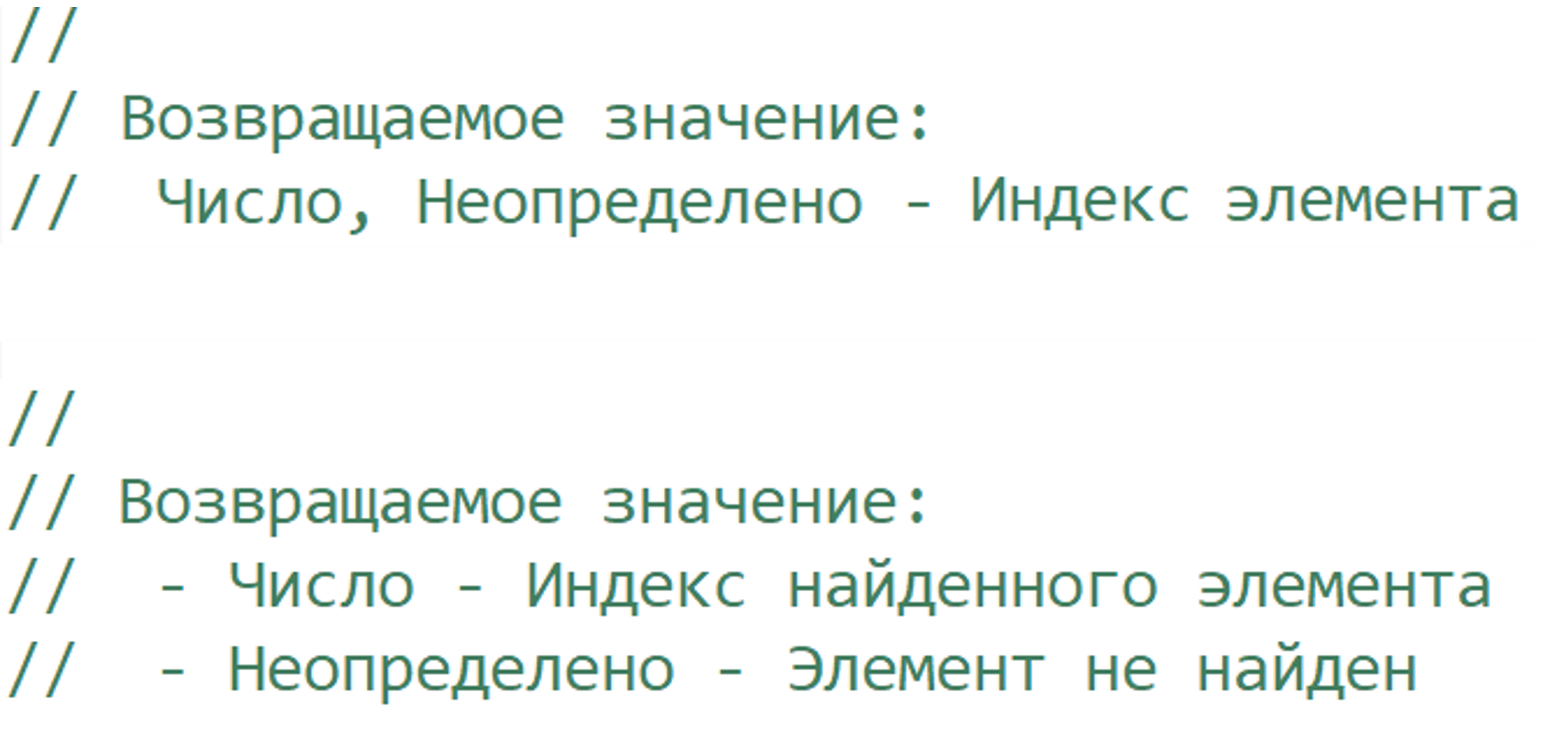 //
// Возвращаемое значение:
//  Число, Неопределено - Индекс элемента
//
// Возвращаемое значение:
//  - Число - Индекс найденного элемента
//  - Неопределено - Элемент не найден